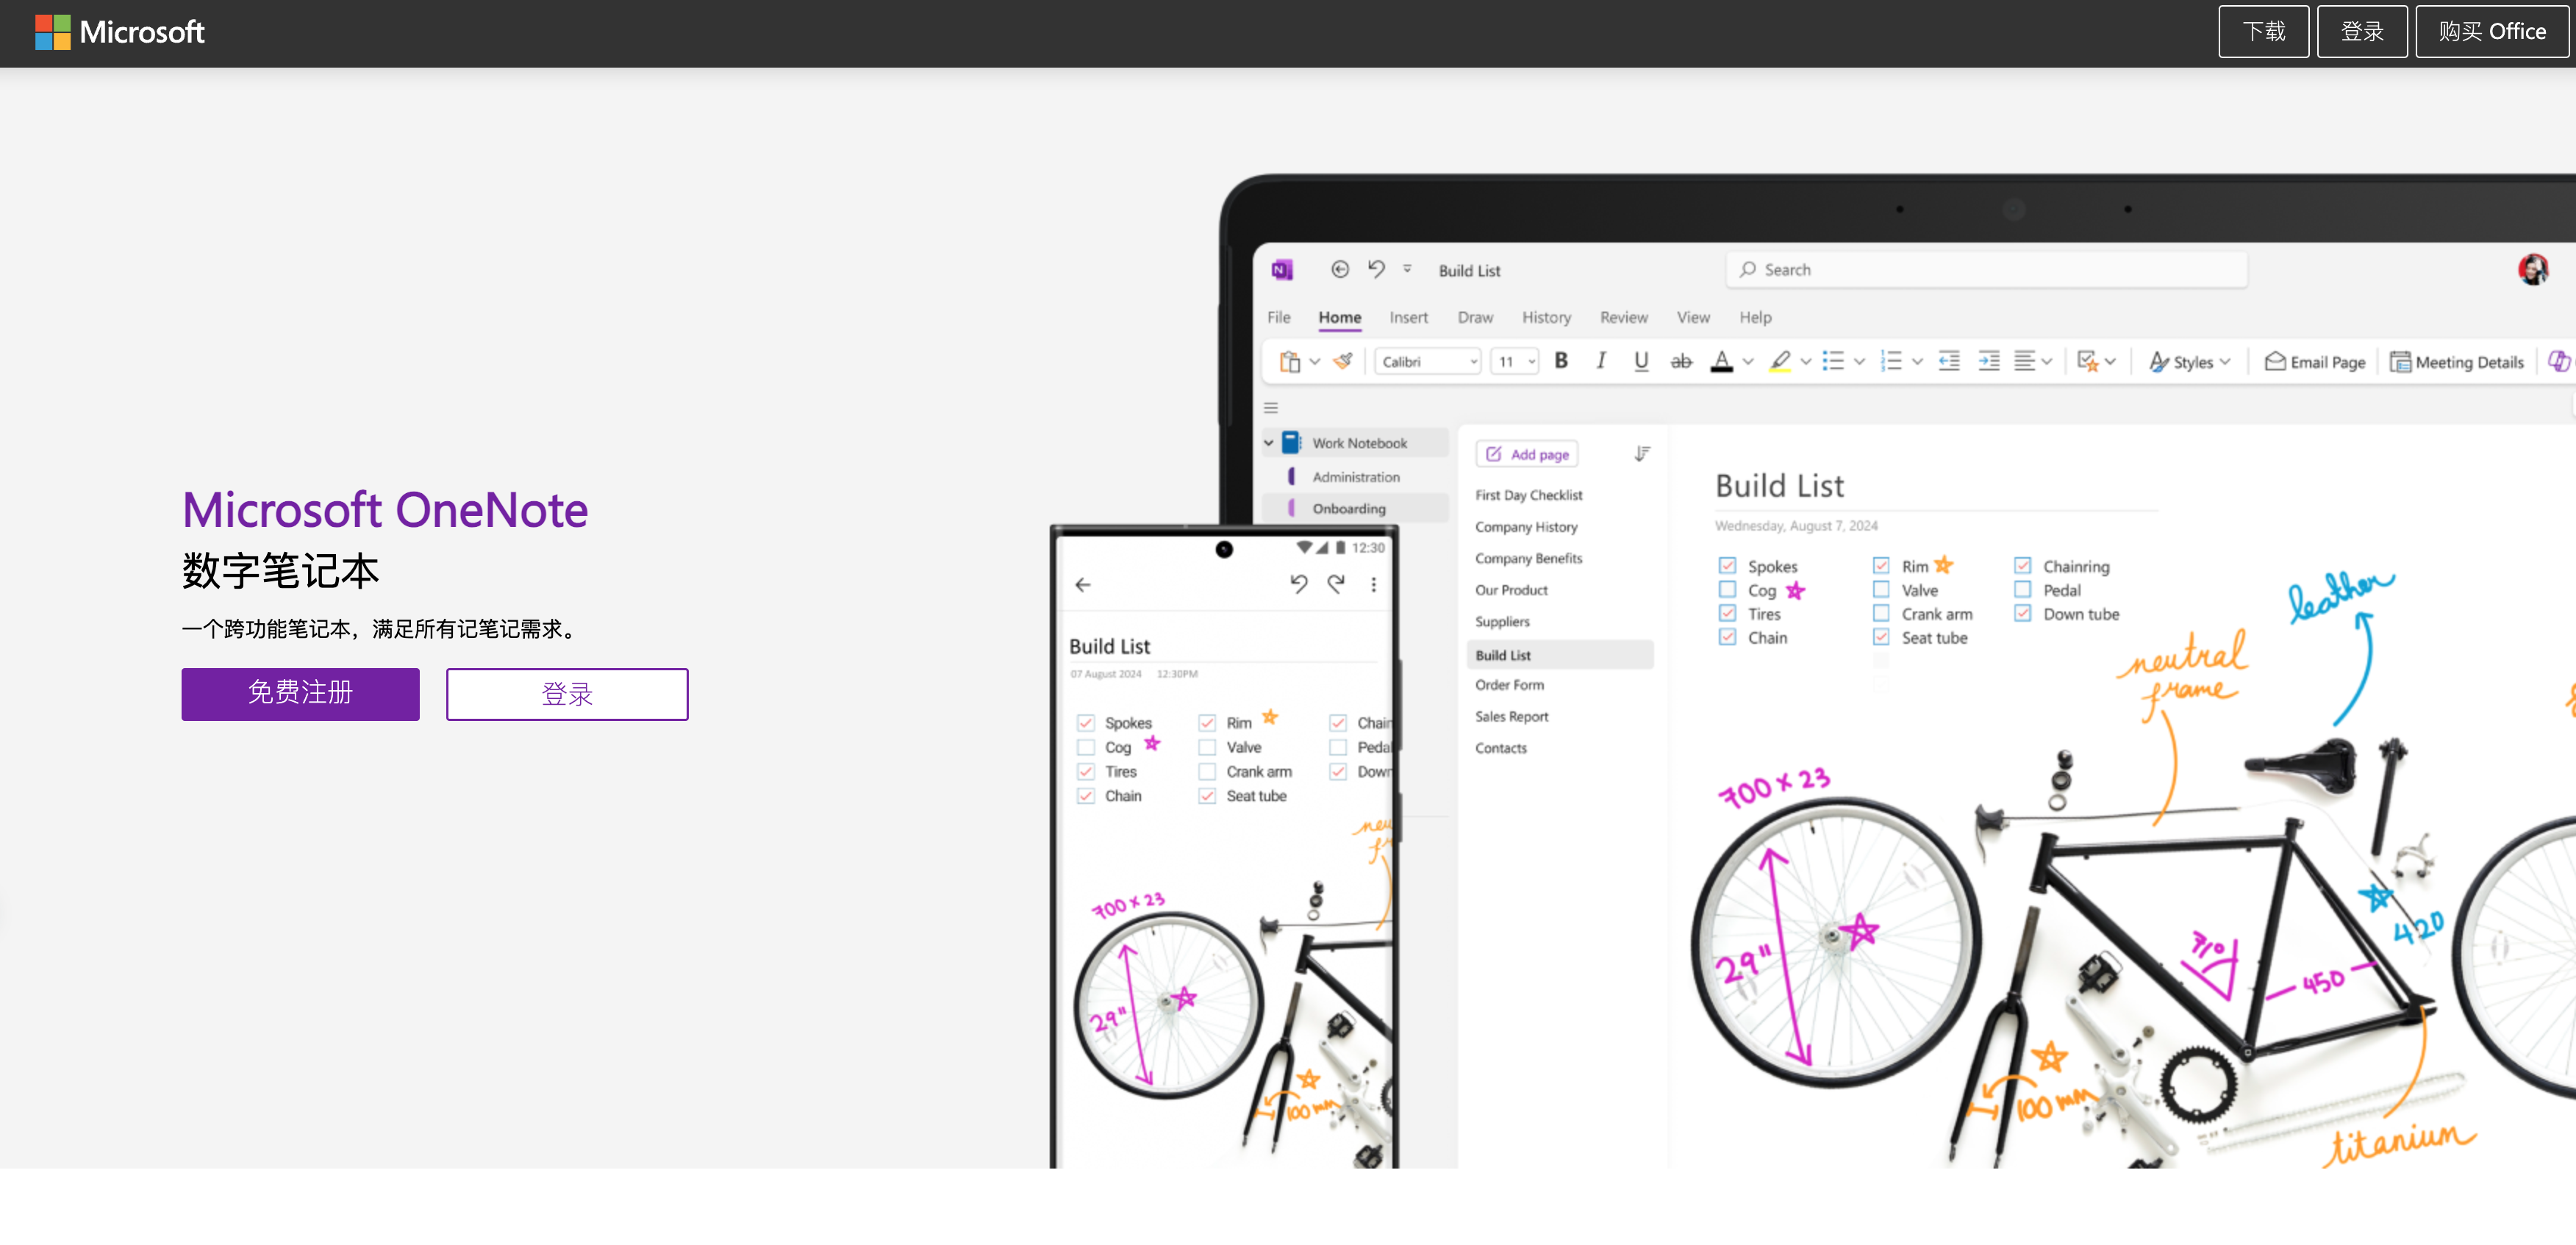 Microsoft
下载 登录 购买 Office
Microsoft OneNote
数字笔记本
一个跨功能笔记本，满足所有记笔记需求。
免费注册 登录
Build List
Search
File Home Insert Draw History Review View Help
Calibri 11 B I U ab A Styles Email Page Meeting Details
Work Notebook
Administration
Onboarding
Add page
First Day Checklist
Company History
Company Benefits
Our Product
Suppliers
Build List
Order Form
Sales Report
Contacts
Build List
Wednesday, August 7, 2024
Spokes Rim Chainring
Cog Valve Pedal
Tires Crank arm Down tube
Chain Seat tube
leather
neutral
frame
700 x 23
29"
71°
450
420
100 mm
titanium
12:30
Build List
07 August 2024 12:30PM
Spokes Rim Chain
Cog Valve Pedal
Tires Crank arm Down
Chain Seat tube
700 x 23
29"
100 mm